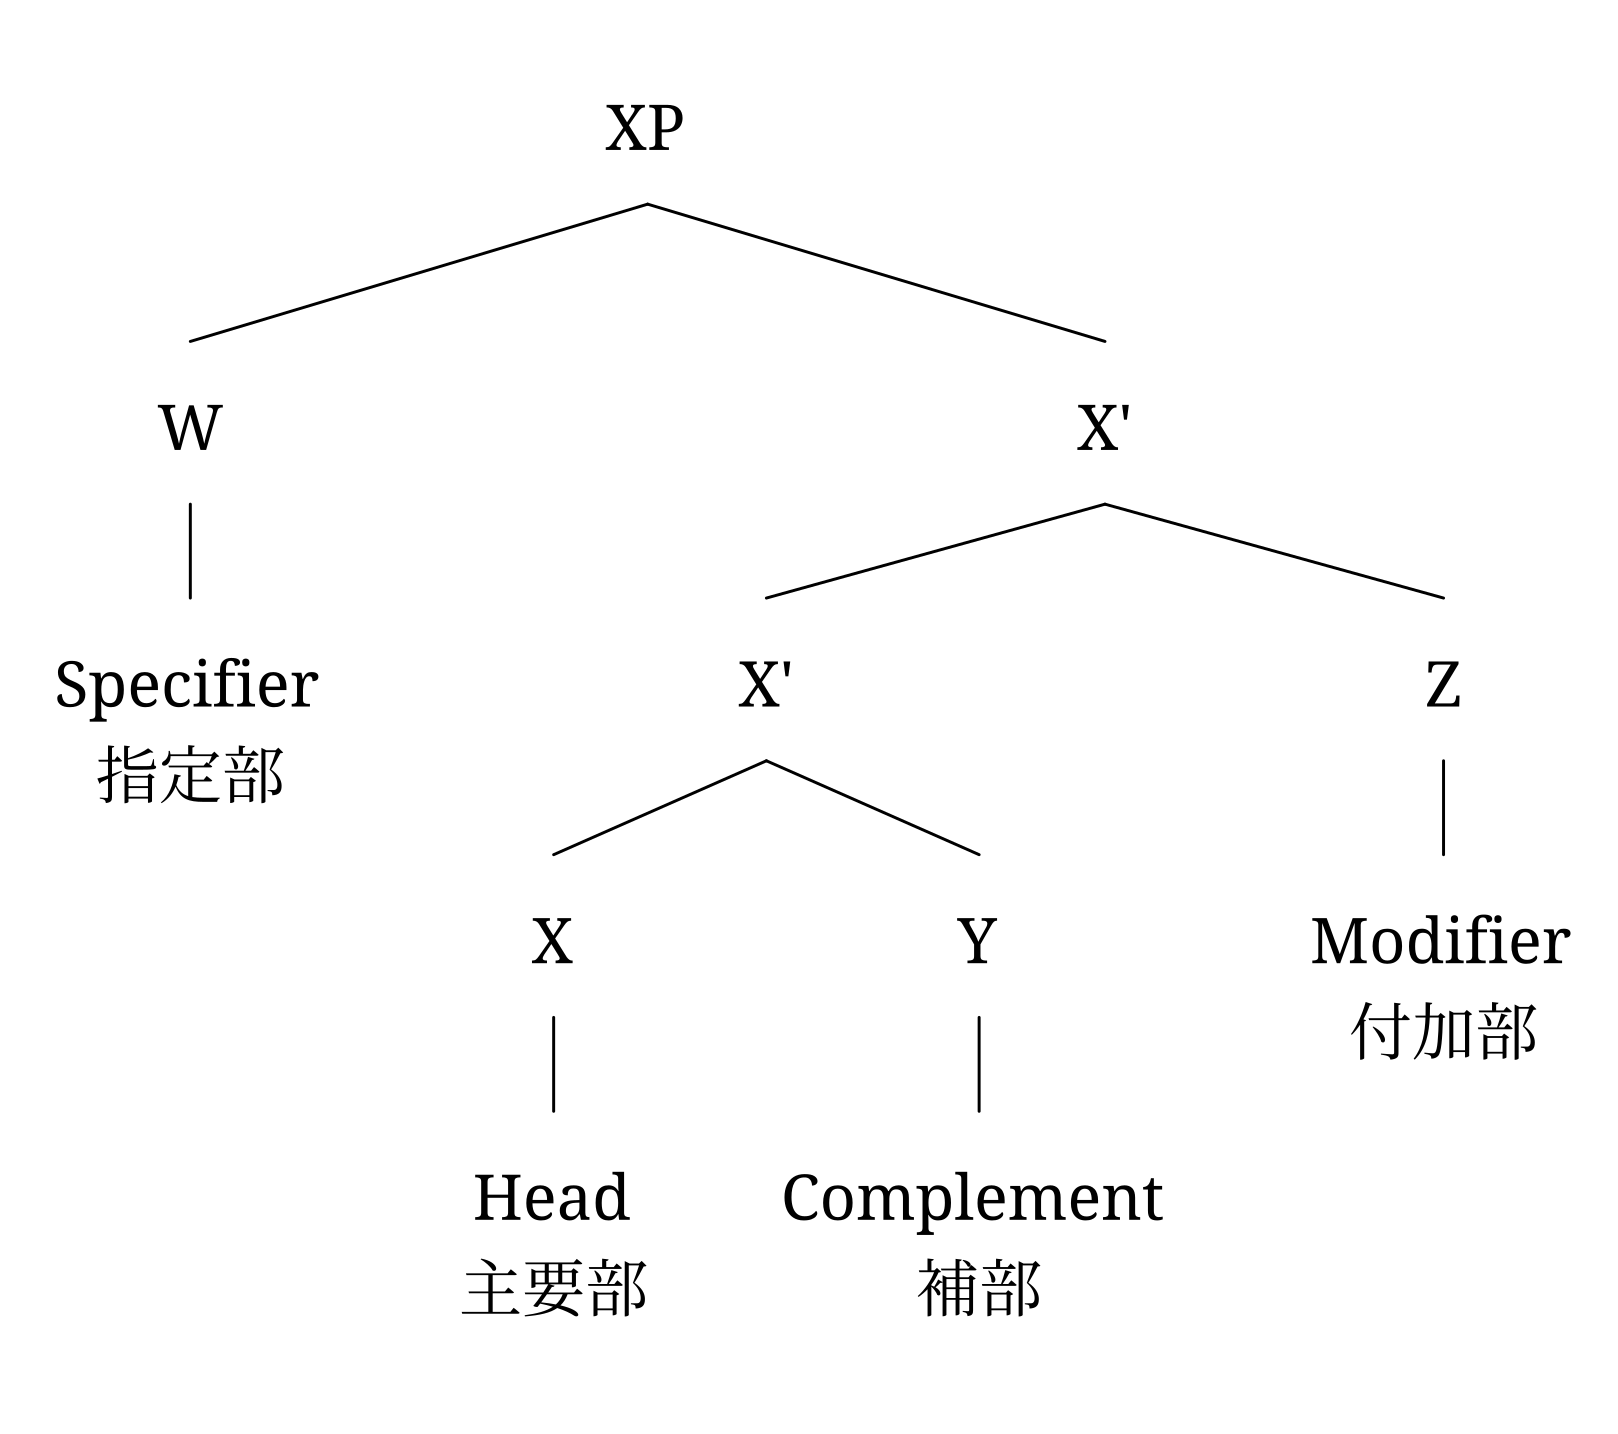 XP
W
X'
Specifier
指定部
X'
Z
X
Y
Modifier
付加部
Head
主要部
Complement
補部